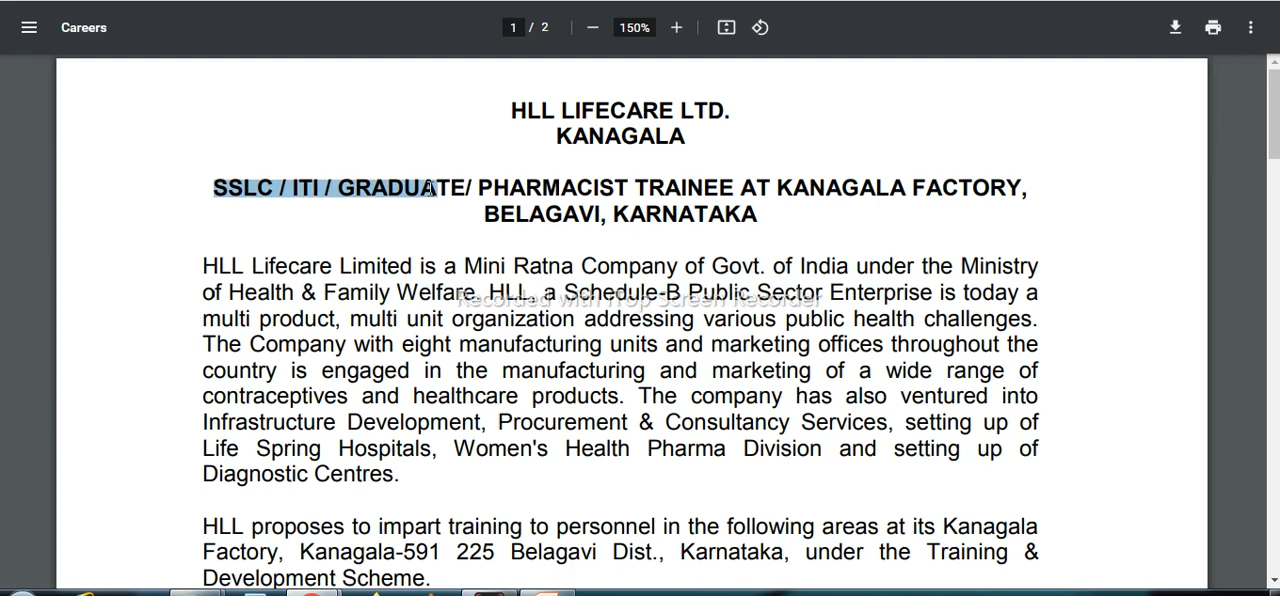 Careers
1 / 2
150%
HLL LIFECARE LTD.
KANAGALA
SSLC / ITI / GRADUATE/ PHARMACIST TRAINEE AT KANAGALA FACTORY,
BELAGAVI, KARNATAKA
HLL Lifecare Limited is a Mini Ratna Company of Govt. of India under the Ministry
of Health & Family Welfare. HLL, a Schedule-B Public Sector Enterprise is today a
Recorded with iTop Screen Recorder
multi product, multi unit organization addressing various public health challenges.
The Company with eight manufacturing units and marketing offices throughout the
country is engaged in the manufacturing and marketing of a wide range of
contraceptives and healthcare products. The company has also ventured into
Infrastructure Development, Procurement & Consultancy Services, setting up of
Life Spring Hospitals, Women's Health Pharma Division and setting up of
Diagnostic Centres.
HLL proposes to impart training to personnel in the following areas at its Kanagala
Factory, Kanagala-591 225 Belagavi Dist., Karnataka, under the Training &
Development Scheme.